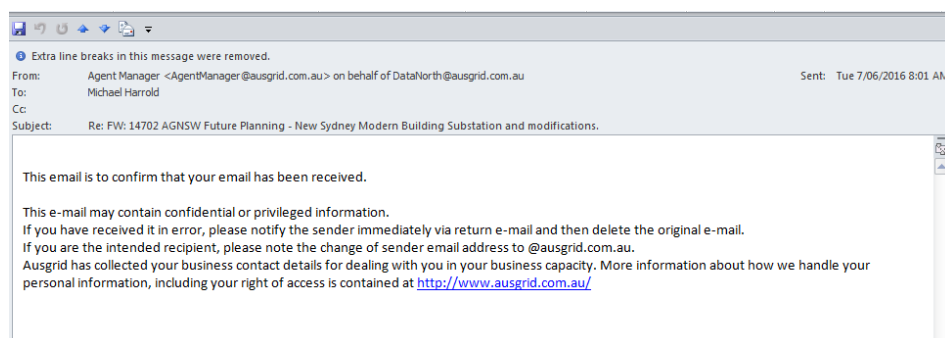 Extra line breaks in this message were removed.
From: Agent Manager <AgentManager@ausgrid.com.au> on behalf of DataNorth@ausgrid.com.au Sent: Tue 7/06/2016 8:01 AM
To: Michael Harrold
Cc:
Subject: Re: FW: 14702 AGNSW Future Planning - New Sydney Modern Building Substation and modifications.
This email is to confirm that your email has been received.
This e-mail may contain confidential or privileged information.
If you have received it in error, please notify the sender immediately via return e-mail and then delete the original e-mail.
If you are the intended recipient, please note the change of sender email address to @ausgrid.com.au.
Ausgrid has collected your business contact details for dealing with you in your business capacity. More information about how we handle your
personal information, including your right of access is contained at http://www.ausgrid.com.au/